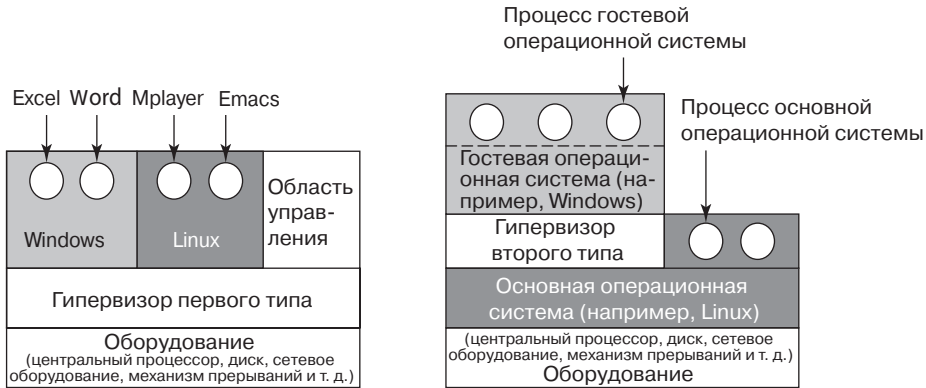 Excel Word Mplayer Emacs
Windows
Linux
Область
управ-
ления
Гипервизор первого типа
Оборудование
(центральный процессор, диск, сетевое
оборудование, механизм прерываний и т. д.)
Процесс гостевой
операционной системы
Процесс основной
операционной системы
Гостевая операци-
онная система (на-
пример, Windows)
Гипервизор
второго типа
Основная операционная
система (например, Linux)
(центральный процессор, диск, сетевое
оборудование, механизм прерываний и т. д.)
Оборудование